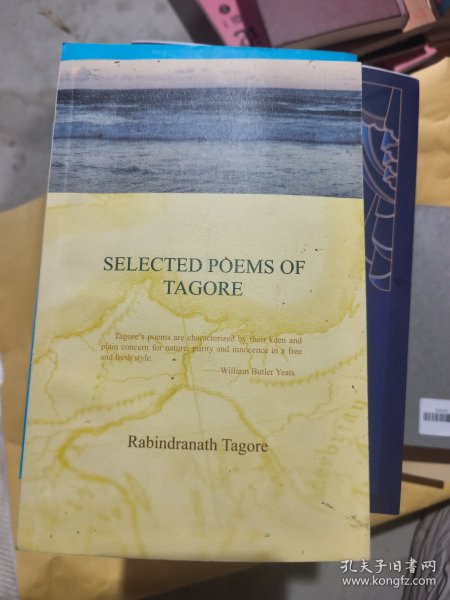 SELECTED POEMS OF
TAGORE
Tagore's poems are characterized by their keen and
plain concern for nature, purity and innocence in a free
and fresh style.
——William Butler Yeats
Rabindranath Tagore
孔夫子旧书网
www.kongfz.com